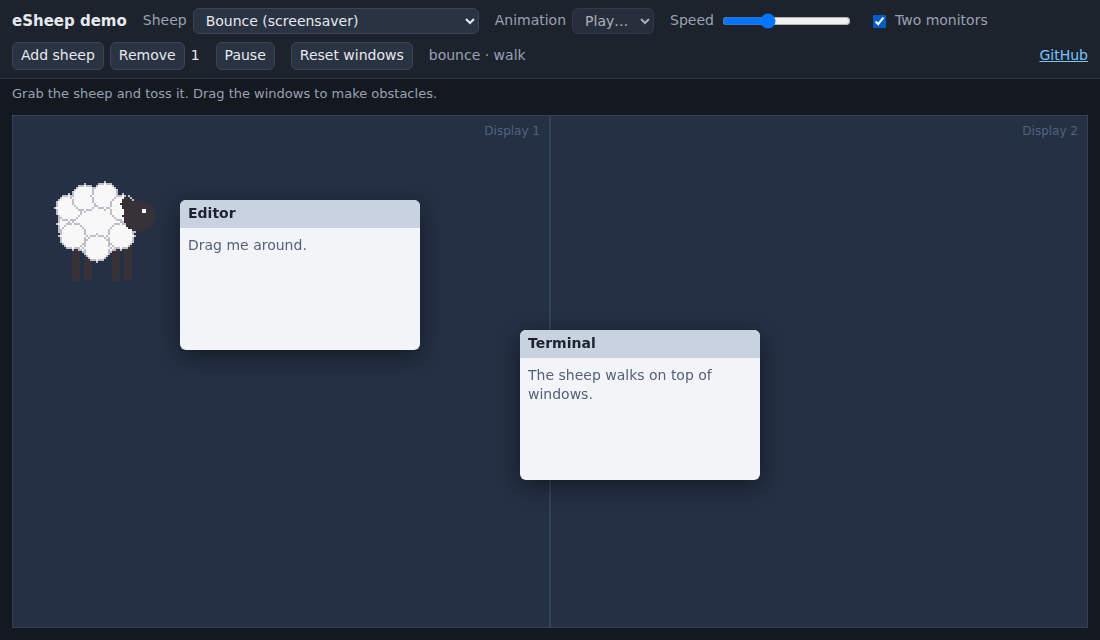 eSheep demo Sheep Bounce (screensaver) Animation Play... Speed Two monitors
Add sheep Remove 1 Pause Reset windows bounce · walk GitHub
Grab the sheep and toss it. Drag the windows to make obstacles.
Display 1 Display 2
Editor
Drag me around.
Terminal
The sheep walks on top of
windows.